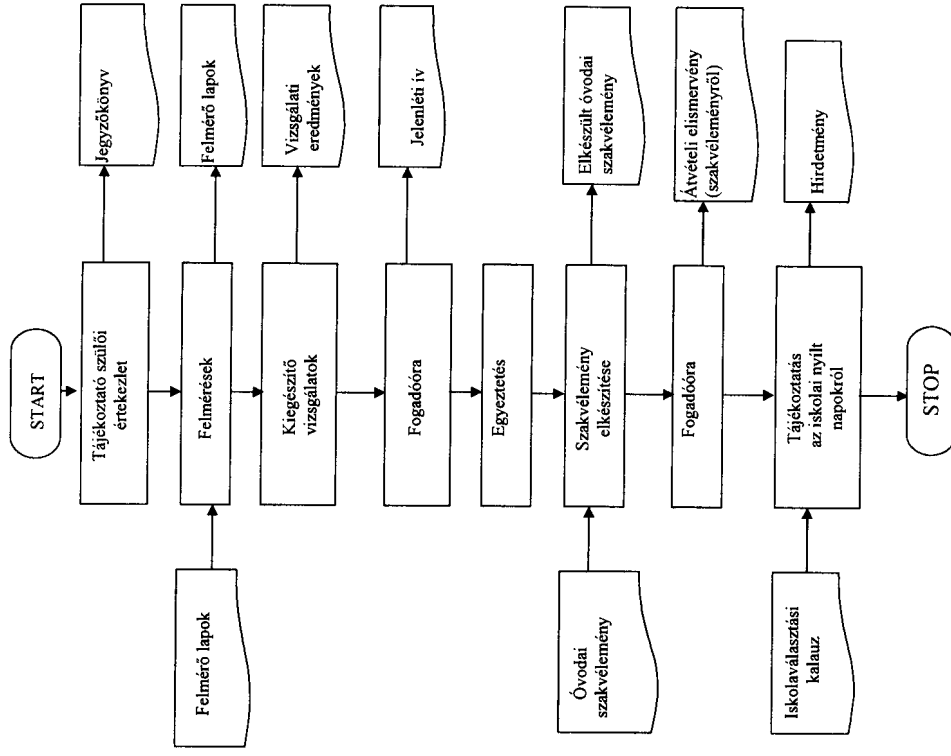 START
Tájékoztató szülői
értekezlet
Jegyzőkönyv
Felmérő lapok
Felmérések
Felmérő lapok
Kiegészítő
vizsgálatok
Vizsgálati
eredmények
Fogadóóra
Jelenléti ív
Egyeztetés
Óvodai
szakvélemény
Szakvélemény
elkészítése
Elkészült óvodai
szakvélemény
Fogadóóra
Átvételi elismervény
(szakvéleményről)
Iskolaválasztási
kalauz
Tájékoztatás
az iskolai nyílt
napokról
Hirdetmény
STOP